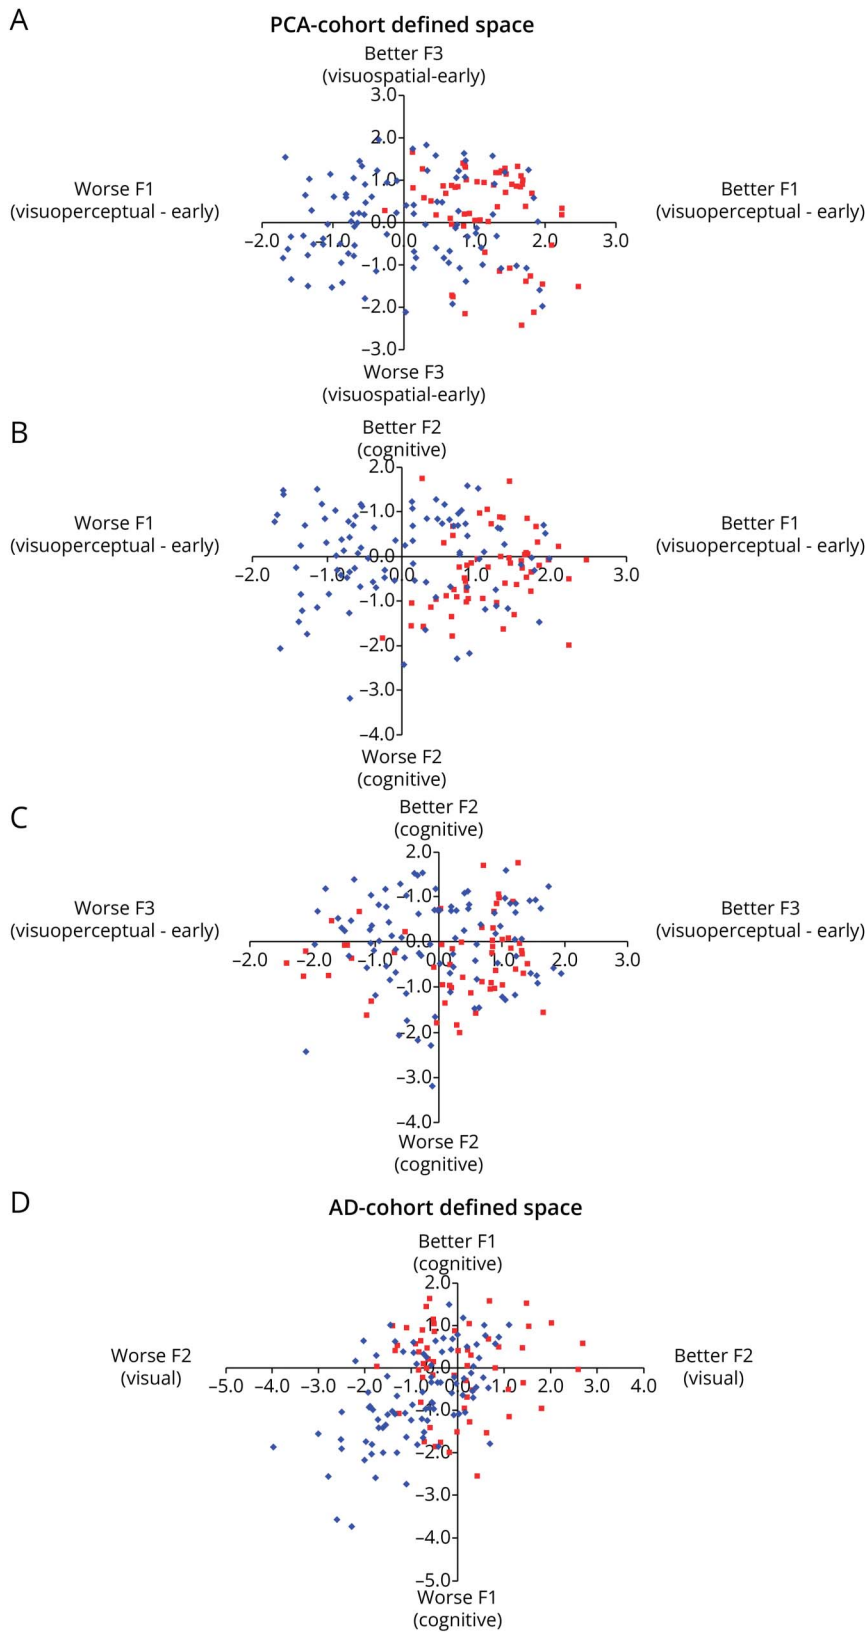 A
PCA-cohort defined space
Better F3
(visuospatial-early)
3.0
2.0
1.0
0.0
–2.0 –1.0 0.0 1.0 2.0 3.0
–1.0
–2.0
–3.0
Worse F1
(visuoperceptual - early)
Better F1
(visuoperceptual - early)
Worse F3
(visuospatial-early)
B
Better F2
(cognitive)
2.0
1.0
0.0
–2.0 –1.0 0.0 1.0 2.0 3.0
–1.0
–2.0
–3.0
–4.0
Worse F1
(visuoperceptual - early)
Better F1
(visuoperceptual - early)
Worse F2
(cognitive)
C
Better F2
(cognitive)
2.0
1.0
0.0
–2.0 –2.0 –1.0 0.0 1.0 2.0 3.0
–1.0
–2.0
–3.0
–4.0
Worse F3
(visuoperceptual - early)
Better F3
(visuoperceptual - early)
Worse F2
(cognitive)
D
AD-cohort defined space
Better F1
(cognitive)
2.0
1.0
0.0
–5.0 –4.0 –3.0 –2.0 –1.0 0.0 1.0 2.0 3.0 4.0
–1.0
–2.0
–3.0
–4.0
–5.0
Worse F2
(visual)
Better F2
(visual)
Worse F1
(cognitive)